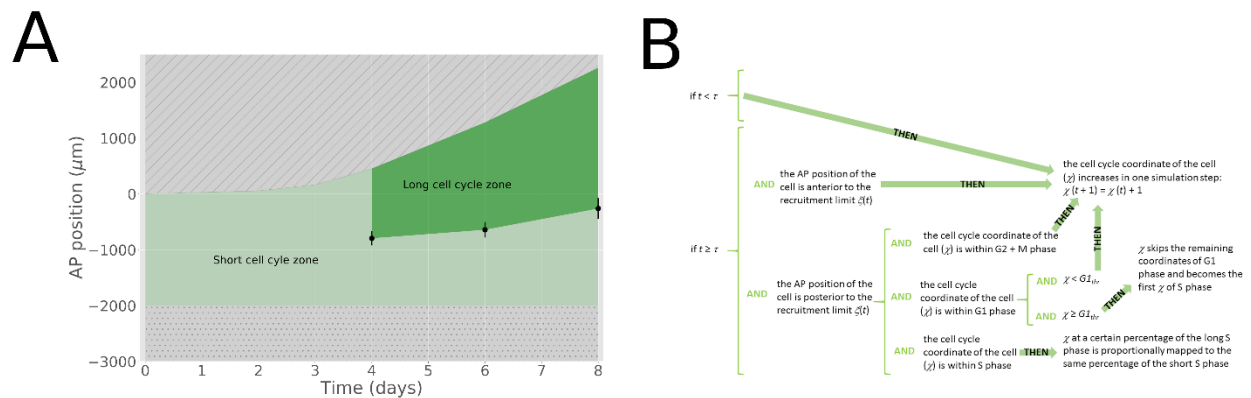 A
AP position (μm)
2000
1000
0
−1000
−2000
−3000
Long cell cycle zone
Short cell cyle zone
0 1 2 3 4 5 6 7 8
Time (days)
B
if t < τ
THEN
the cell cycle coordinate of the cell
(χ) increases in one simulation step:
χ (t + 1) = χ (t) + 1
if t ≥ τ
AND
the AP position of the
cell is anterior to the
recruitment limit ξ(t)
THEN
AND
the AP position of the
cell is posterior to the
recruitment limit ξ(t)
AND
the cell cycle coordinate of the
cell (χ) is within G2 + M phase
THEN
AND
the cell cycle
coordinate of the cell
(χ) is within G1 phase
AND
χ < G1thr
THEN
AND
χ ≥ G1thr
THEN
χ skips the remaining
coordinates of G1
phase and becomes the
first χ of S phase
AND
the cell cycle
coordinate of the cell
(χ) is within S phase
THEN
χ at a certain percentage of the long S
phase is proportionally mapped to the
same percentage of the short S phase